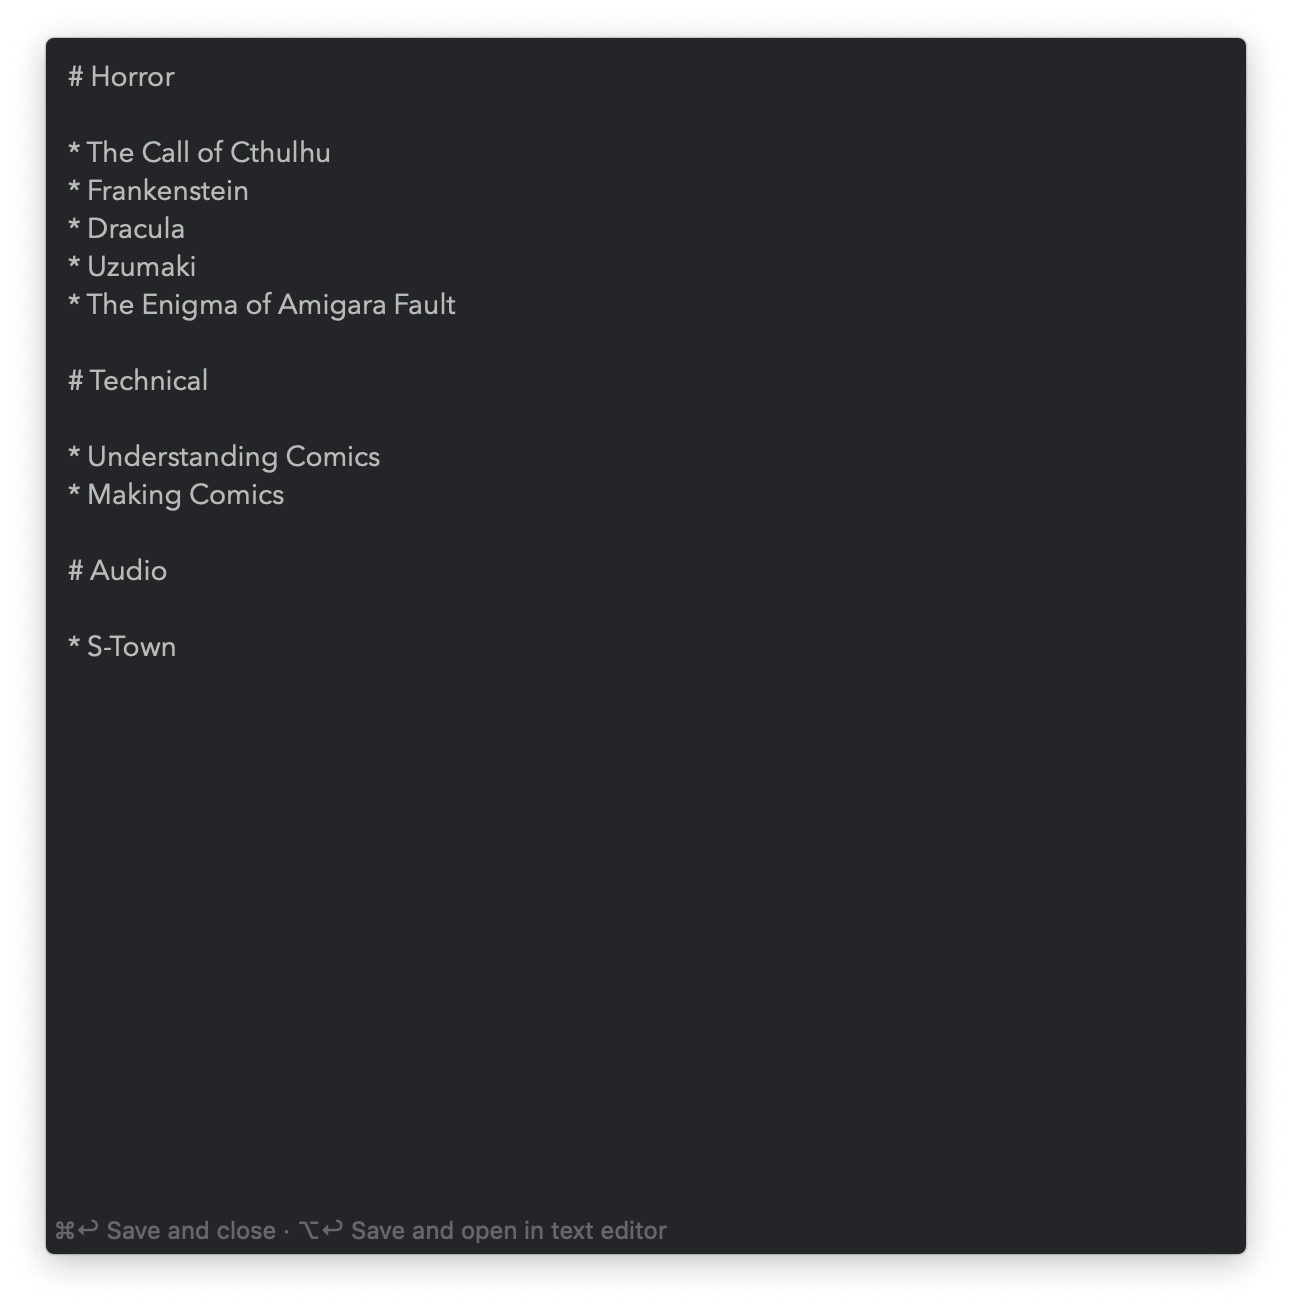 # Horror
* The Call of Cthulhu
* Frankenstein
* Dracula
* Uzumaki
* The Enigma of Amigara Fault
# Technical
* Understanding Comics
* Making Comics
# Audio
* S-Town
⌘↩ Save and close · ⌥↩ Save and open in text editor